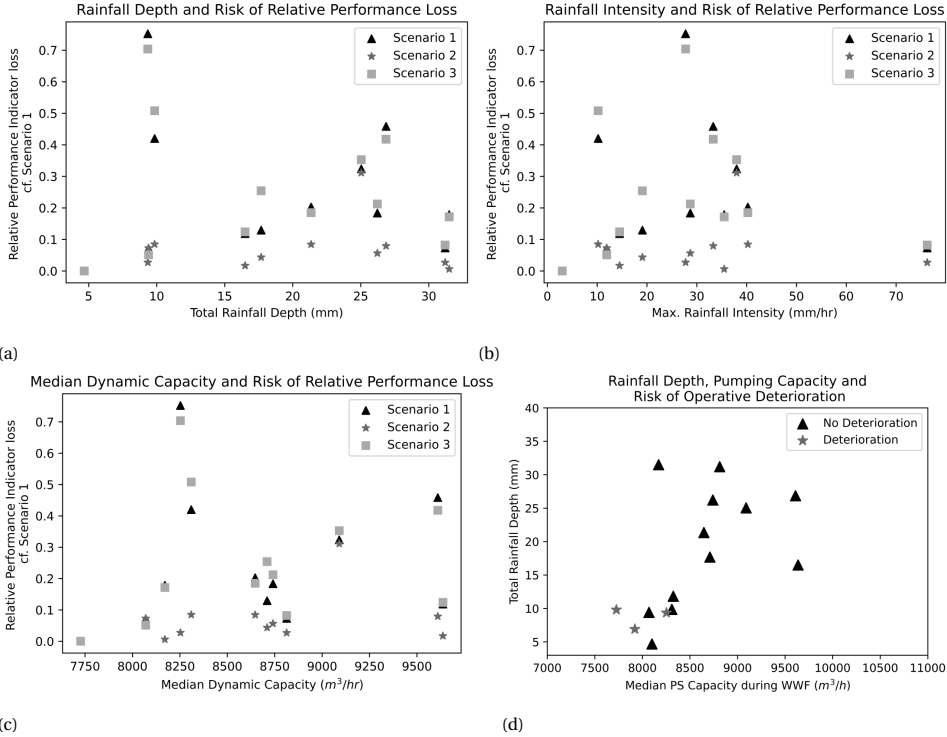 Rainfall Depth and Risk of Relative Performance Loss
Relative Performance Indicator loss
cf. Scenario 1
0.7
0.6
0.5
0.4
0.3
0.2
0.1
0.0
Scenario 1
Scenario 2
Scenario 3
5 10 15 20 25 30
Total Rainfall Depth (mm)
(a)
Rainfall Intensity and Risk of Relative Performance Loss
Relative Performance Indicator loss
cf. Scenario 1
0.7
0.6
0.5
0.4
0.3
0.2
0.1
0.0
Scenario 1
Scenario 2
Scenario 3
0 10 20 30 40 50 60 70
Max. Rainfall Intensity (mm/hr)
(b)
Median Dynamic Capacity and Risk of Relative Performance Loss
Relative Performance Indicator loss
cf. Scenario 1
0.7
0.6
0.5
0.4
0.3
0.2
0.1
0.0
Scenario 1
Scenario 2
Scenario 3
7750 8000 8250 8500 8750 9000 9250 9500
Median Dynamic Capacity (m³/hr)
(c)
Rainfall Depth, Pumping Capacity and
Risk of Operative Deterioration
Total Rainfall Depth (mm)
40
35
30
25
20
15
10
5
No Deterioration
Deterioration
7000 7500 8000 8500 9000 9500 10000 10500 11000
Median PS Capacity during WWF (m³/h)
(d)